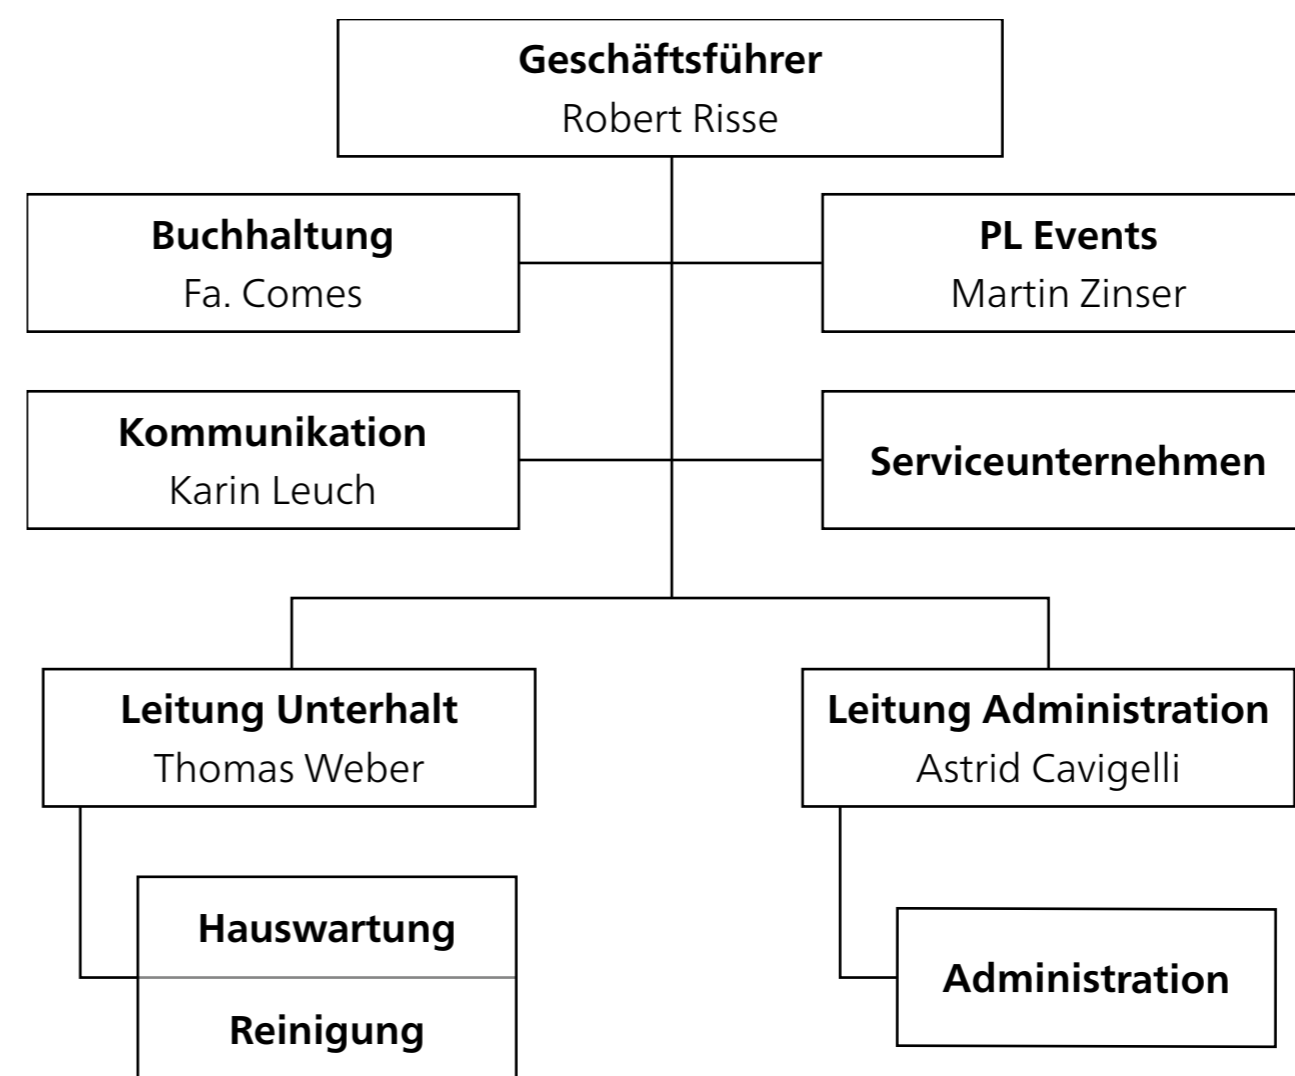 Geschäftsführer
Robert Risse
Buchhaltung
Fa. Comes
PL Events
Martin Zinser
Kommunikation
Karin Leuch
Serviceunternehmen
Leitung Unterhalt
Thomas Weber
Leitung Administration
Astrid Cavigelli
Hauswartung
Reinigung
Administration